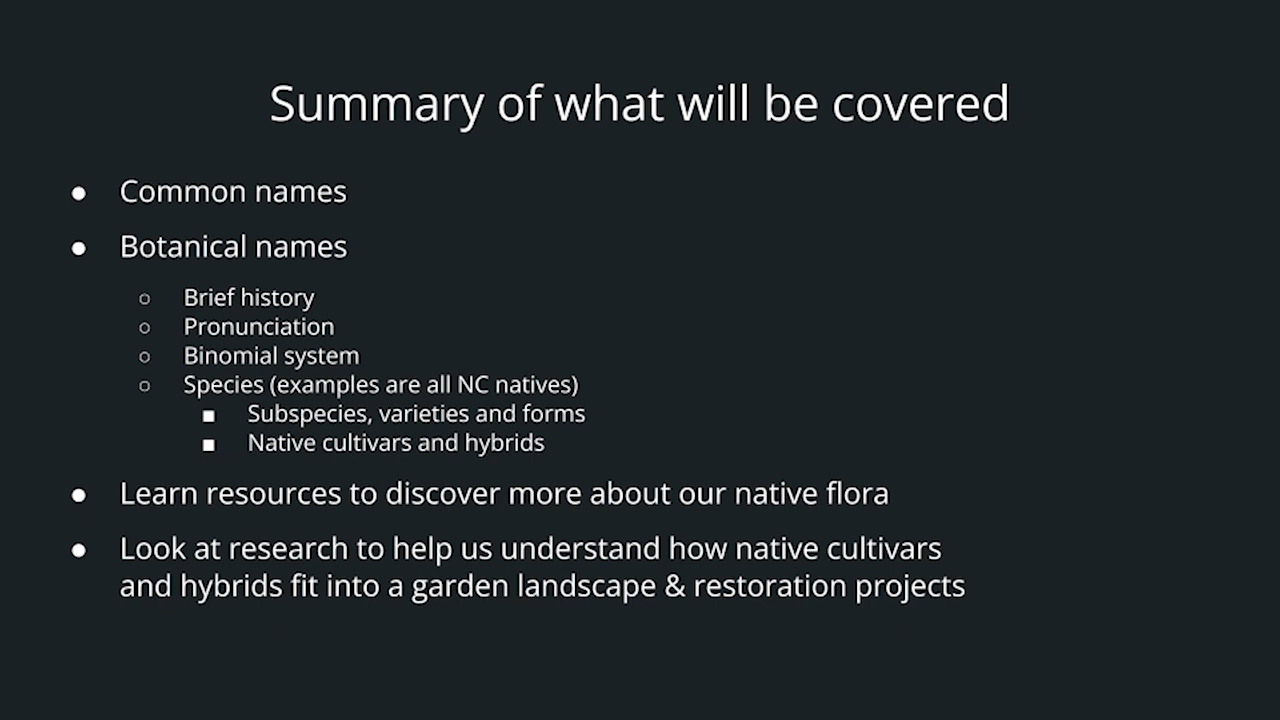 Summary of what will be covered
● Common names
● Botanical names
○ Brief history
○ Pronunciation
○ Binomial system
○ Species (examples are all NC natives)
■ Subspecies, varieties and forms
■ Native cultivars and hybrids
● Learn resources to discover more about our native flora
● Look at research to help us understand how native cultivars
and hybrids fit into a garden landscape & restoration projects